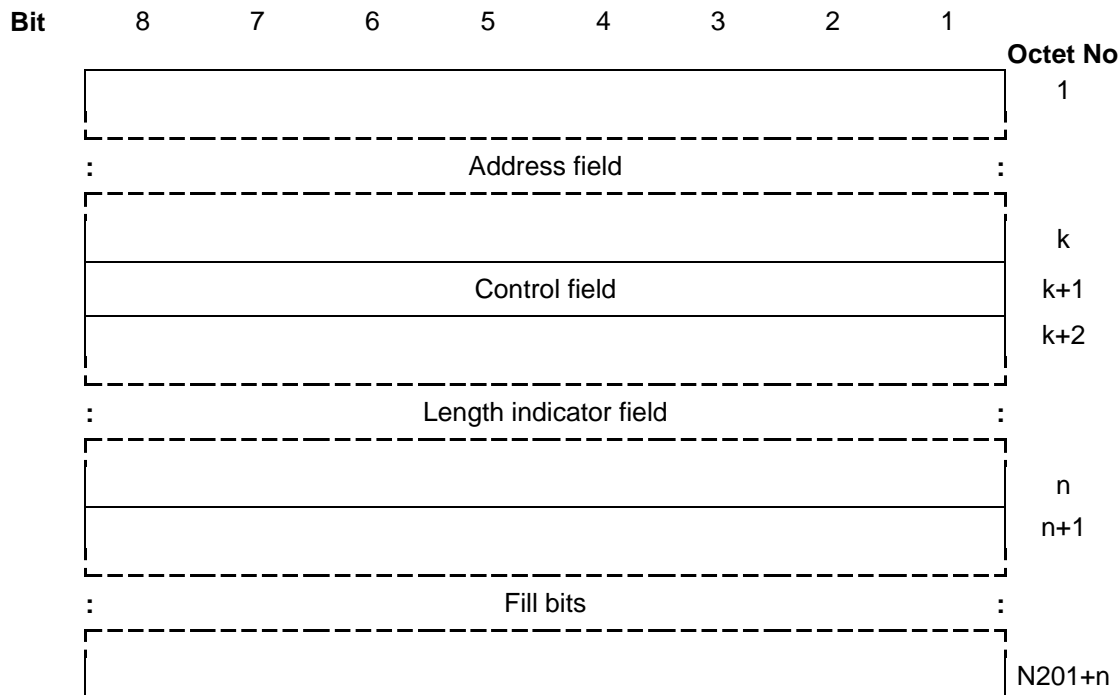 Bit 8 7 6 5 4 3 2 1
Octet No
1
: Address field :
k
Control field k+1
k+2
: Length indicator field :
n
n+1
: Fill bits :
N201+n